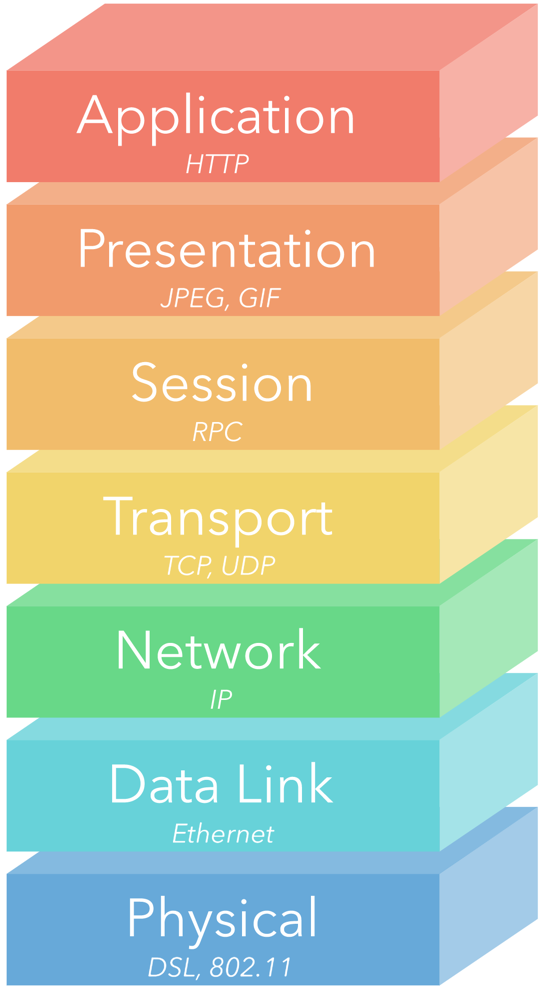 Application
HTTP
Presentation
JPEG, GIF
Session
RPC
Transport
TCP, UDP
Network
IP
Data Link
Ethernet
Physical
DSL, 802.11